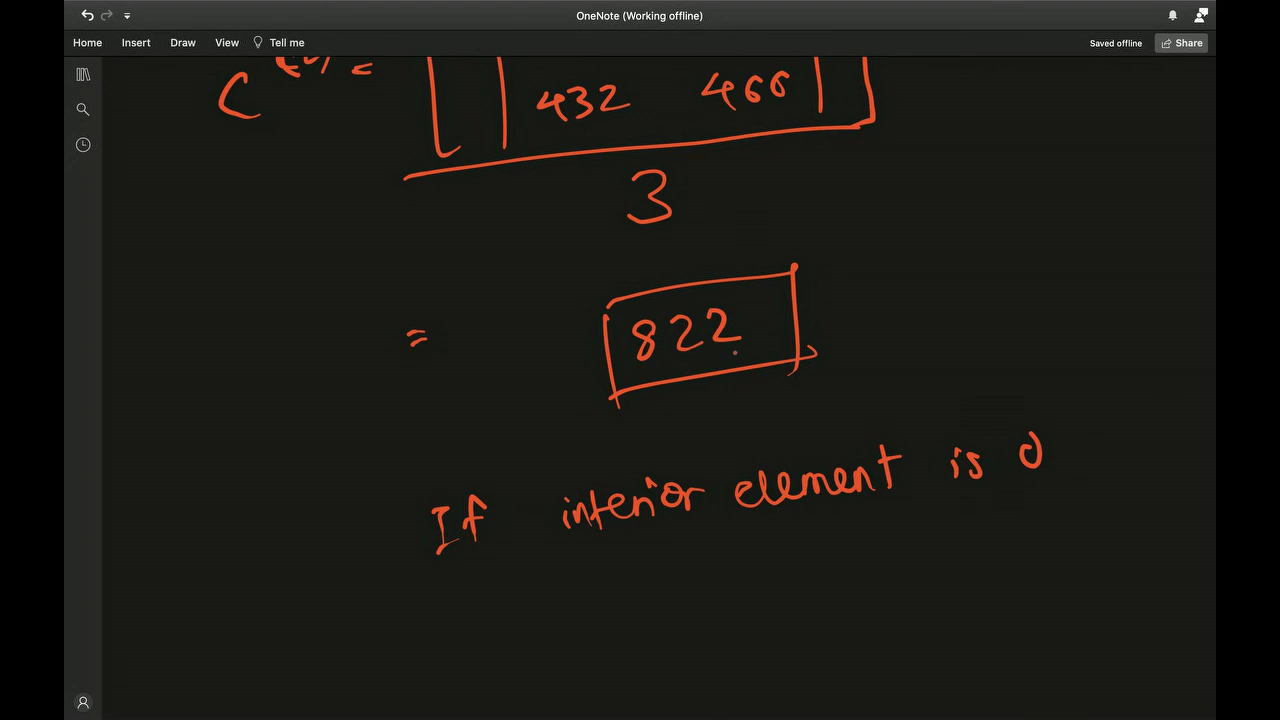 OneNote (Working offline)
Home Insert Draw View Tell me
Saved offline Share
C =
432 466
3
= 822
If interior element is 0